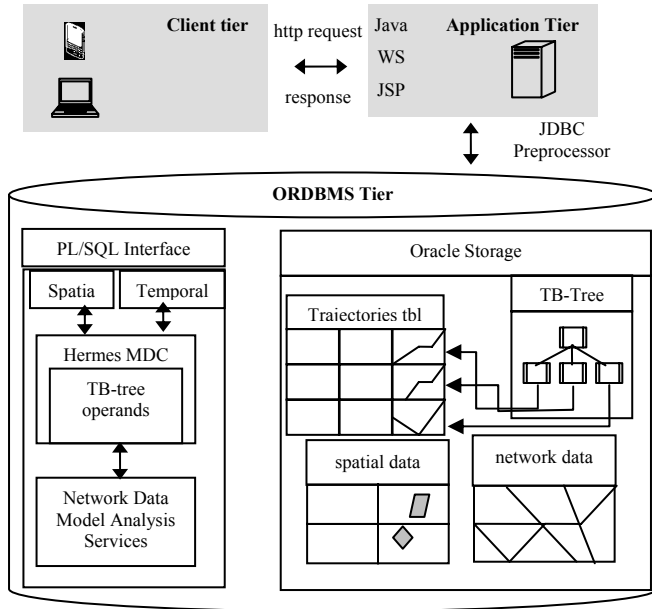 Client tier
http request
response
Java
WS
JSP
Application Tier
JDBC
Preprocessor
ORDBMS Tier
PL/SQL Interface
Spatia
Temporal
Hermes MDC
TB-tree
operands
Network Data
Model Analysis
Services
Oracle Storage
Traiectories tbl
TB-Tree
spatial data
network data